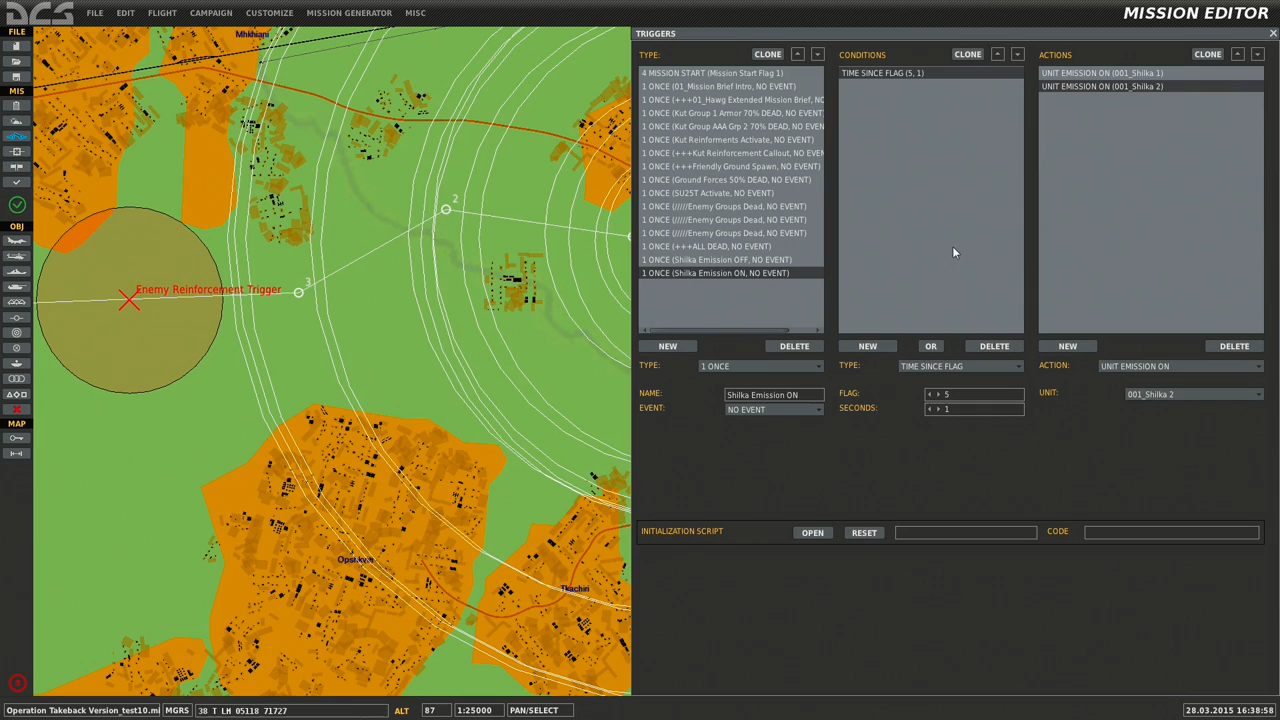 DCS FILE EDIT FLIGHT CAMPAIGN CUSTOMIZE MISSION GENERATOR MISC MISSION EDITOR
FILE
MIS
OBJ
MAP
Mhkhiani
2
3
Enemy Reinforcement Trigger
Tkachiri
TRIGGERS
TYPE: CLONE
4 MISSION START (Mission Start Flag 1)
1 ONCE (01_Mission Brief Intro, NO EVENT)
1 ONCE (+++01_Hawg Extended Mission Brief, NO
1 ONCE (Kut Group 1 Armor 70% DEAD, NO EVENT)
1 ONCE (Kut Group AAA Grp 2 70% DEAD, NO EVEN
1 ONCE (Kut Reinforments Activate, NO EVENT)
1 ONCE (+++Kut Reinforcement Callout, NO EVEN
1 ONCE (+++Friendly Ground Spawn, NO EVENT)
1 ONCE (Ground Forces 50% DEAD, NO EVENT)
1 ONCE (SU25T Activate, NO EVENT)
1 ONCE (/////Enemy Groups Dead, NO EVENT)
1 ONCE (/////Enemy Groups Dead, NO EVENT)
1 ONCE (/////Enemy Groups Dead, NO EVENT)
1 ONCE (+++ALL DEAD, NO EVENT)
1 ONCE (Shilka Emission OFF, NO EVENT)
1 ONCE (Shilka Emission ON, NO EVENT)
NEW DELETE
TYPE: 1 ONCE
NAME: Shilka Emission ON
EVENT: NO EVENT
CONDITIONS CLONE
TIME SINCE FLAG (5, 1)
NEW OR DELETE
TYPE: TIME SINCE FLAG
FLAG: 5
SECONDS: 1
ACTIONS CLONE
UNIT EMISSION ON (001_Shilka 1)
UNIT EMISSION ON (001_Shilka 2)
NEW DELETE
ACTION: UNIT EMISSION ON
UNIT: 001_Shilka 2
INITIALIZATION SCRIPT OPEN RESET CODE
Operation Takeback Version_test10.mi MGRS 38 T LM 05118 71727 ALT 87 1:25000 PAN/SELECT 28.03.2015 16:38:58